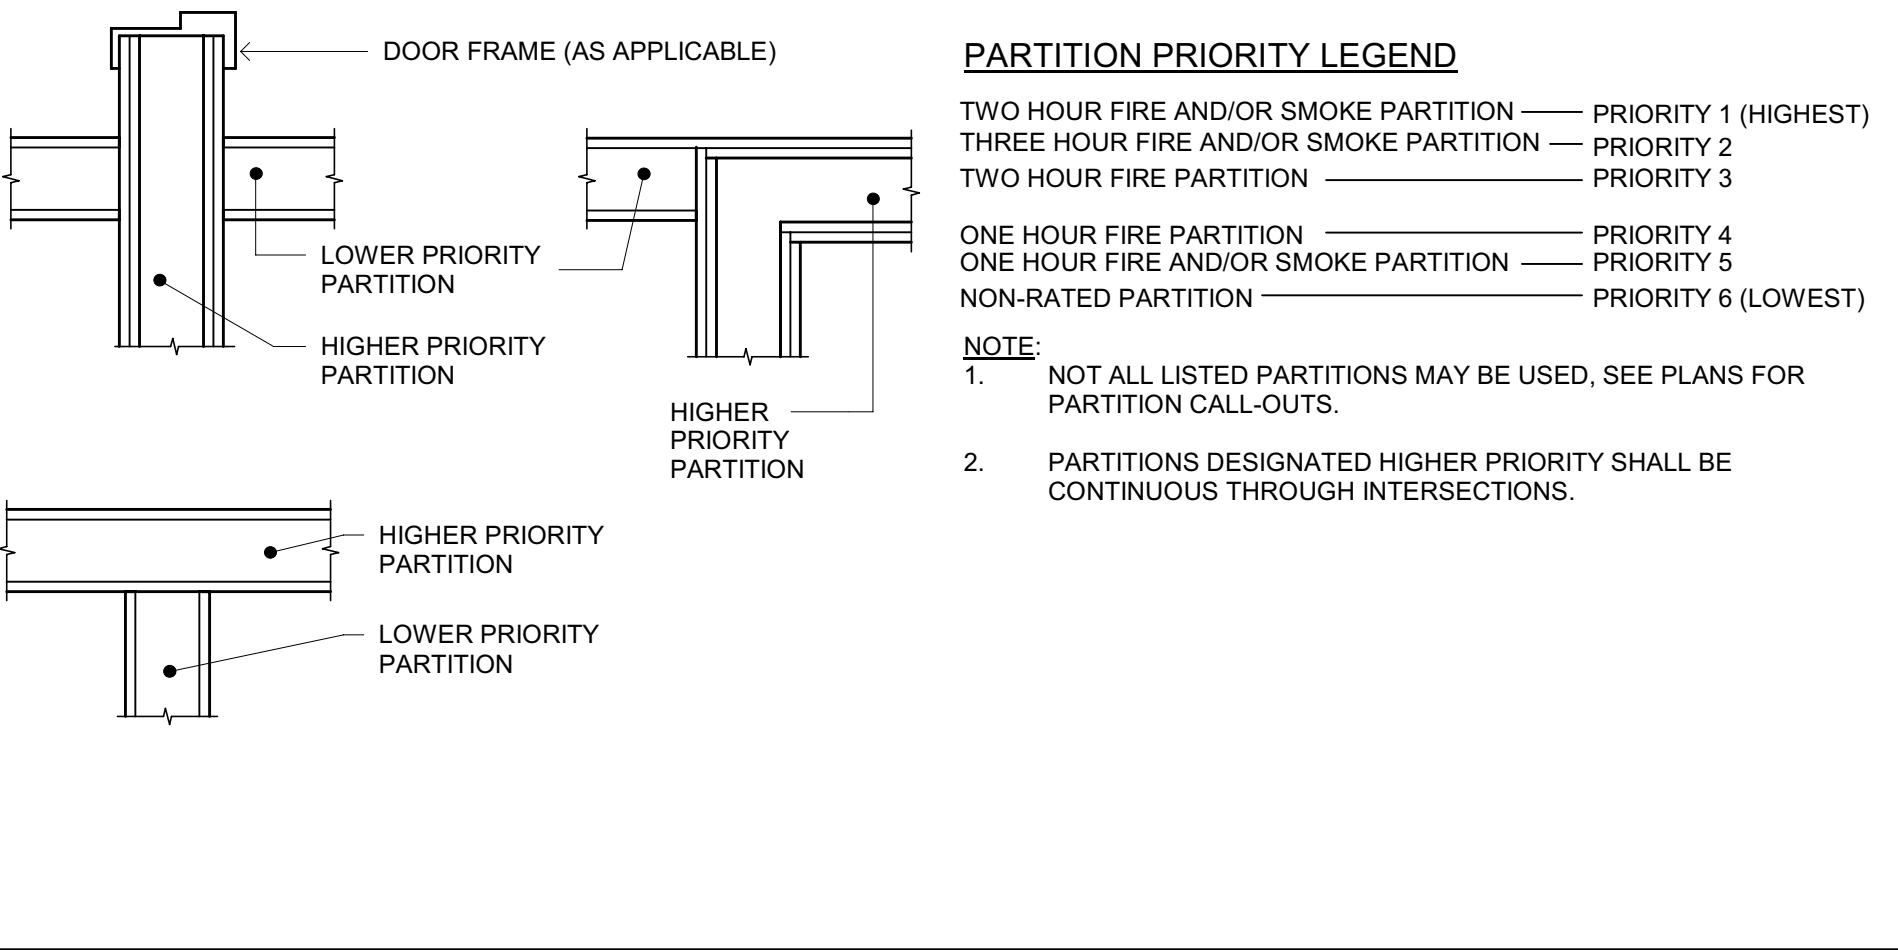 DOOR FRAME (AS APPLICABLE)
LOWER PRIORITY
PARTITION
HIGHER PRIORITY
PARTITION
HIGHER
PRIORITY
PARTITION
HIGHER PRIORITY
PARTITION
LOWER PRIORITY
PARTITION
PARTITION PRIORITY LEGEND
TWO HOUR FIRE AND/OR SMOKE PARTITION PRIORITY 1 (HIGHEST)
THREE HOUR FIRE AND/OR SMOKE PARTITION PRIORITY 2
TWO HOUR FIRE PARTITION PRIORITY 3
ONE HOUR FIRE PARTITION PRIORITY 4
ONE HOUR FIRE AND/OR SMOKE PARTITION PRIORITY 5
NON-RATED PARTITION PRIORITY 6 (LOWEST)
NOTE:
1. NOT ALL LISTED PARTITIONS MAY BE USED, SEE PLANS FOR
PARTITION CALL-OUTS.
2. PARTITIONS DESIGNATED HIGHER PRIORITY SHALL BE
CONTINUOUS THROUGH INTERSECTIONS.